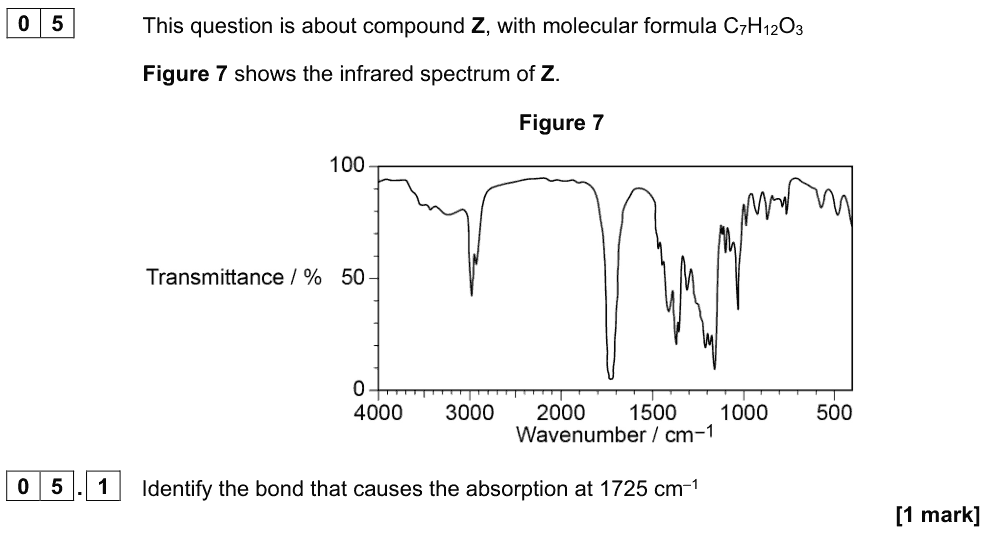 0 5 This question is about compound Z, with molecular formula C₇H₁₂O₃
Figure 7 shows the infrared spectrum of Z.
Figure 7
100
Transmittance / % 50
0
4000 3000 2000 1500 1000 500
Wavenumber / cm⁻¹
0 5 . 1 Identify the bond that causes the absorption at 1725 cm⁻¹
[1 mark]